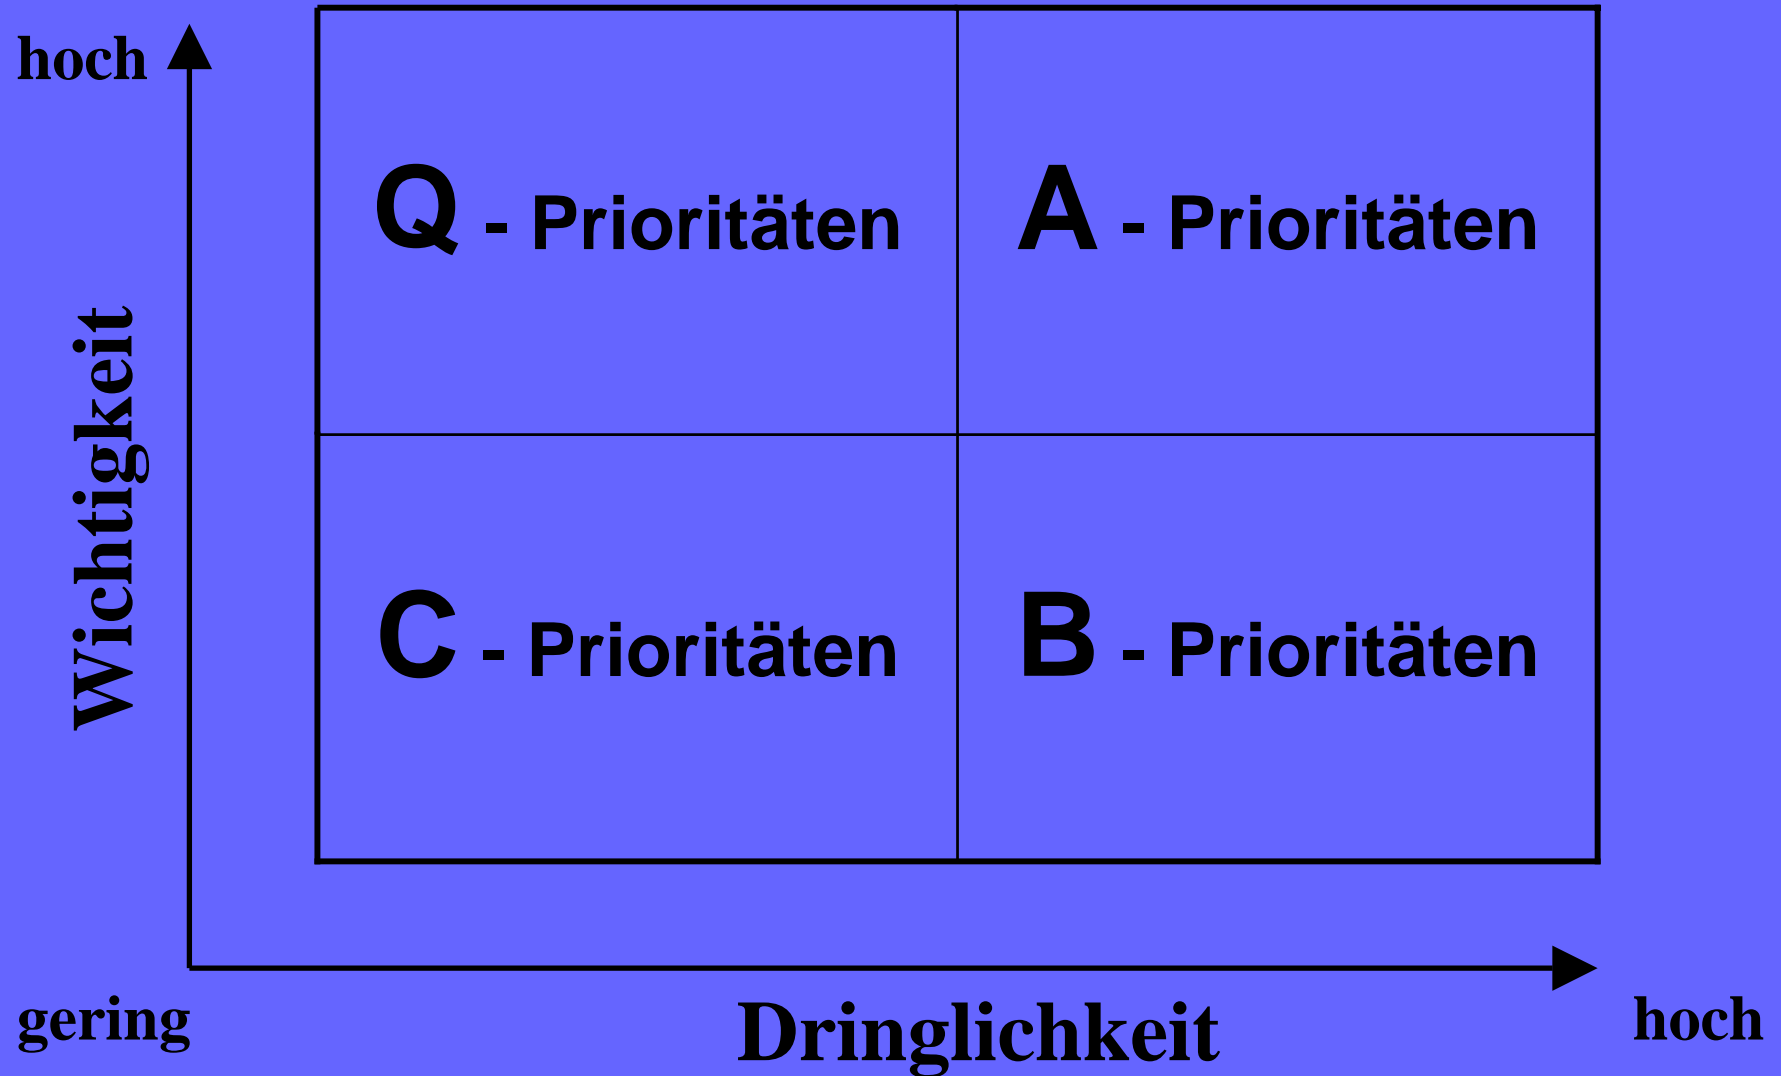 hoch
Q - Prioritäten
A - Prioritäten
Wichtigkeit
C - Prioritäten
B - Prioritäten
gering
Dringlichkeit
hoch